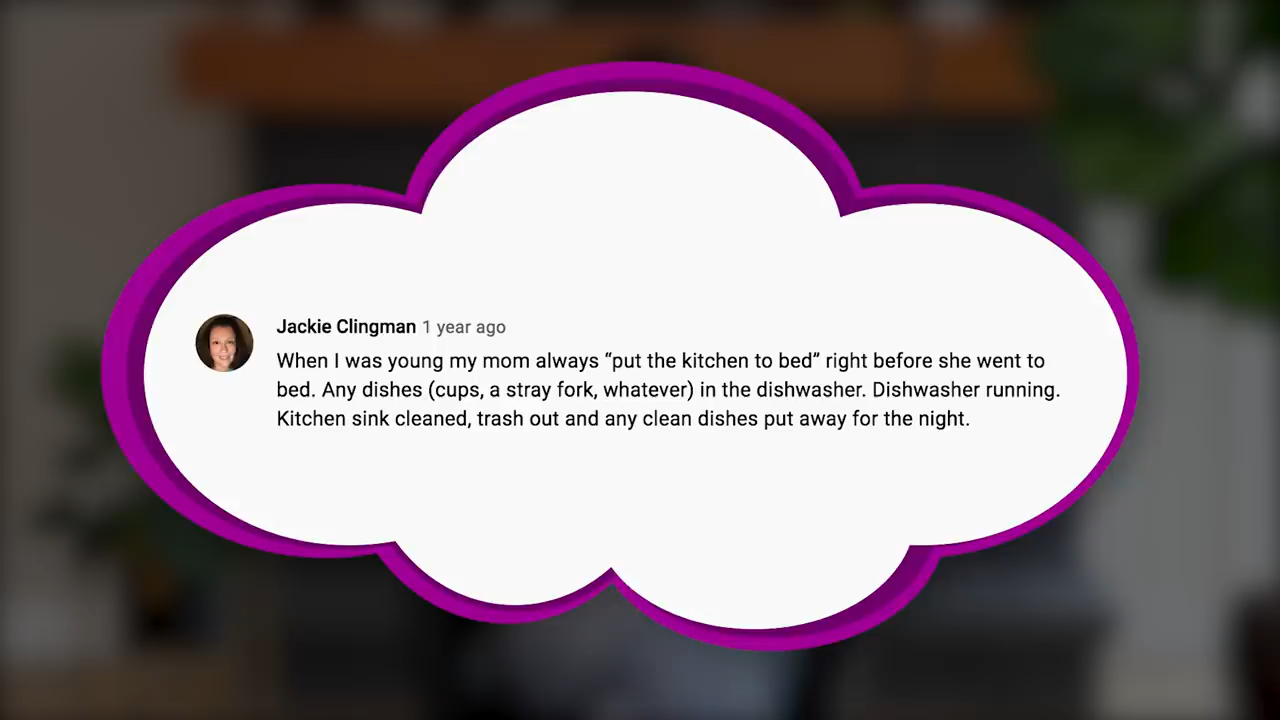 Jackie Clingman 1 year ago
When I was young my mom always “put the kitchen to bed” right before she went to
bed. Any dishes (cups, a stray fork, whatever) in the dishwasher. Dishwasher running.
Kitchen sink cleaned, trash out and any clean dishes put away for the night.